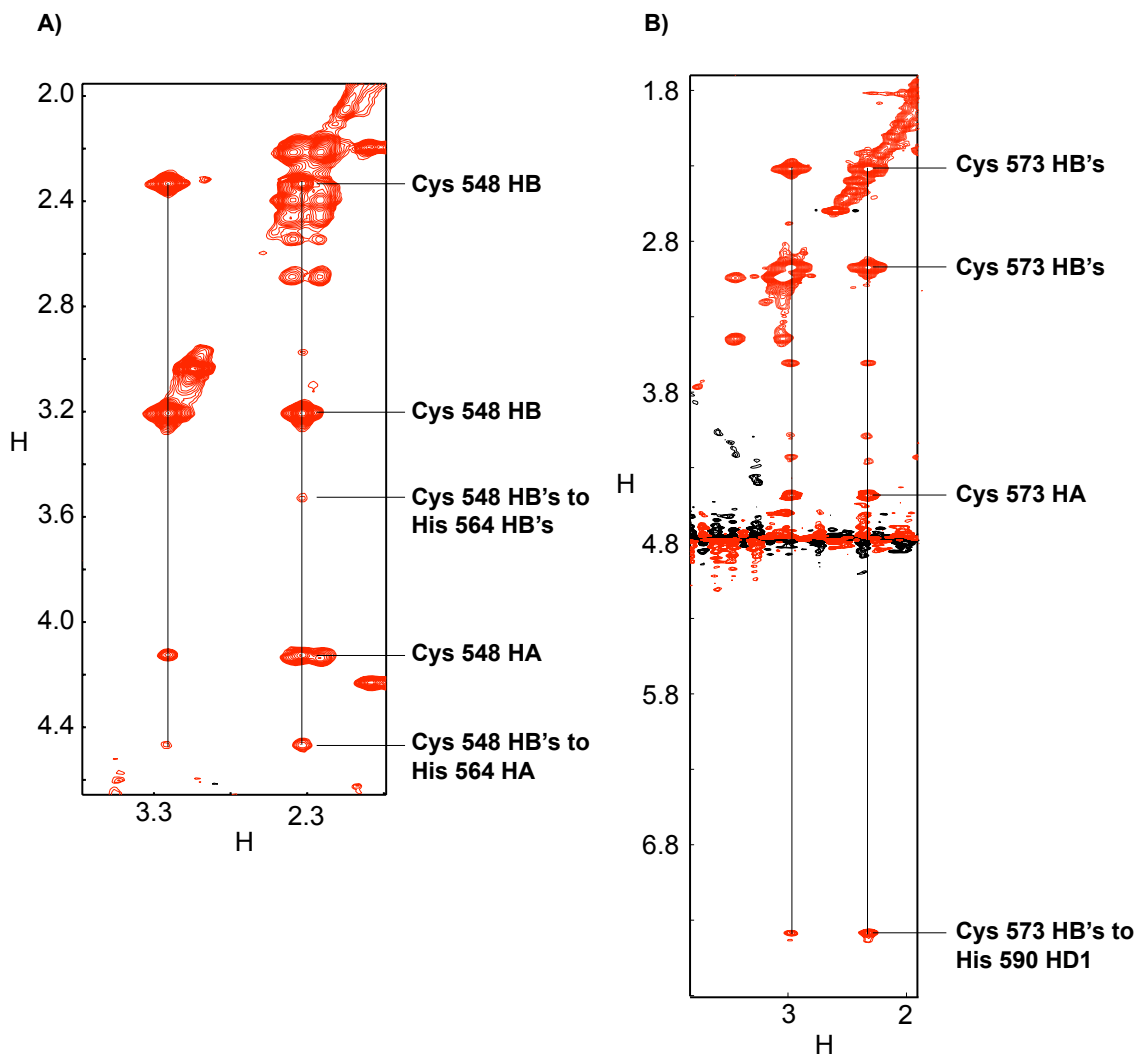 A)
2.0
2.4
2.8
3.2
3.6
4.0
4.4
H
3.3
2.3
H
Cys 548 HB
Cys 548 HB
Cys 548 HB's to
His 564 HB's
Cys 548 HA
Cys 548 HB's to
His 564 HA
B)
1.8
2.8
3.8
4.8
5.8
6.8
H
3
2
H
Cys 573 HB's
Cys 573 HB's
Cys 573 HA
Cys 573 HB's to
His 590 HD1